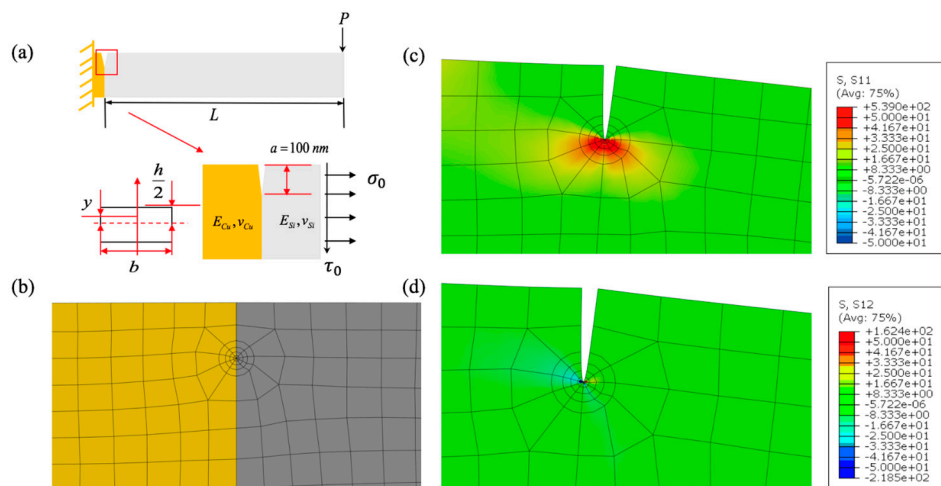 (a)
P
L
a = 100 nm
h
2
y
b
E_Cu, ν_Cu
E_Si, ν_Si
σ_0
τ_0
(b)
(c)
S, S11
(Avg: 75%)
+5.390e+02
+5.000e+01
+4.167e+01
+3.333e+01
+2.500e+01
+1.667e+01
+8.333e+00
-5.722e-06
-8.333e+00
-1.667e+01
-2.500e+01
-3.333e+01
-4.167e+01
-5.000e+01
(d)
S, S12
(Avg: 75%)
+1.624e+02
+5.000e+01
+4.167e+01
+3.333e+01
+2.500e+01
+1.667e+01
+8.333e+00
-5.722e-06
-8.333e+00
-1.667e+01
-2.500e+01
-3.333e+01
-4.167e+01
-5.000e+01
-2.185e+02